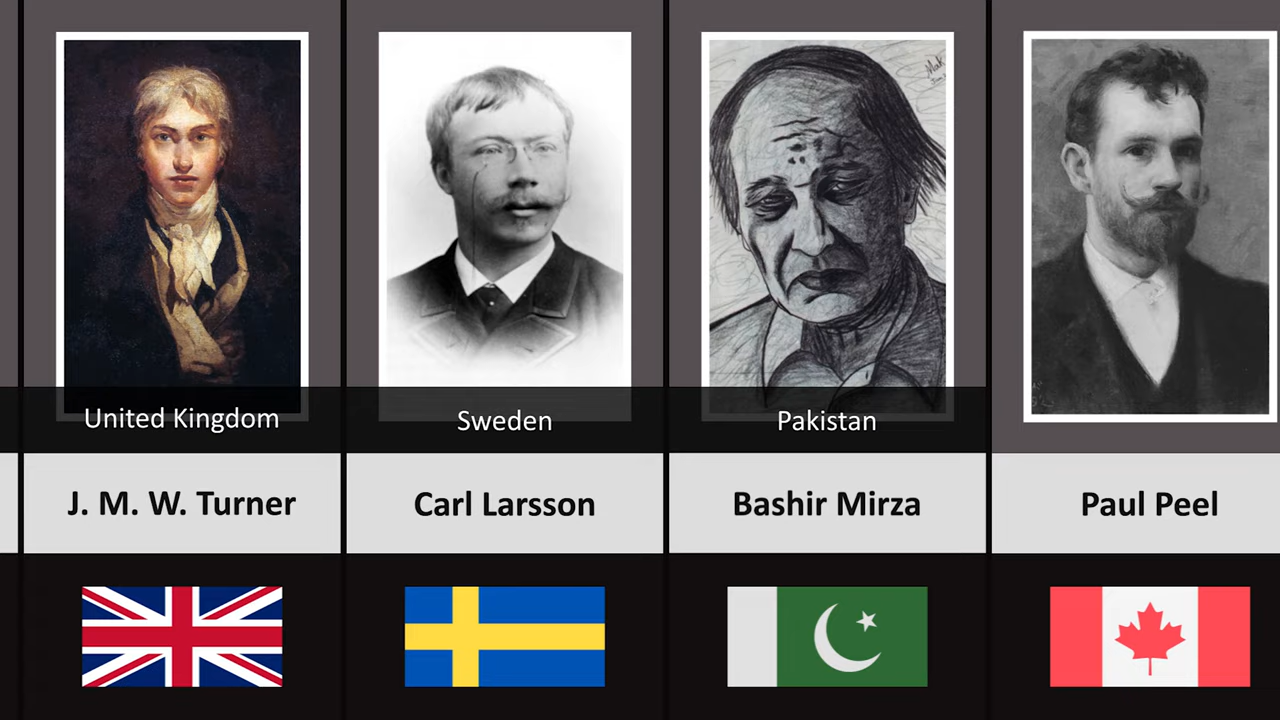 United Kingdom
Sweden
Pakistan
J. M. W. Turner
Carl Larsson
Bashir Mirza
Paul Peel